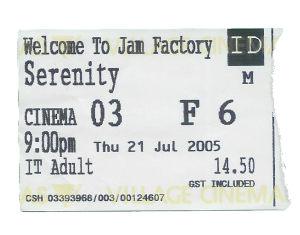 Welcome To Jam Factory ID
Serenity M
CINEMA 03 F 6
9:00pm Thu 21 Jul 2005
IT Adult 14.50
GST INCLUDED
VILLAGE CINEMA
CSH 03393968/003/00124607